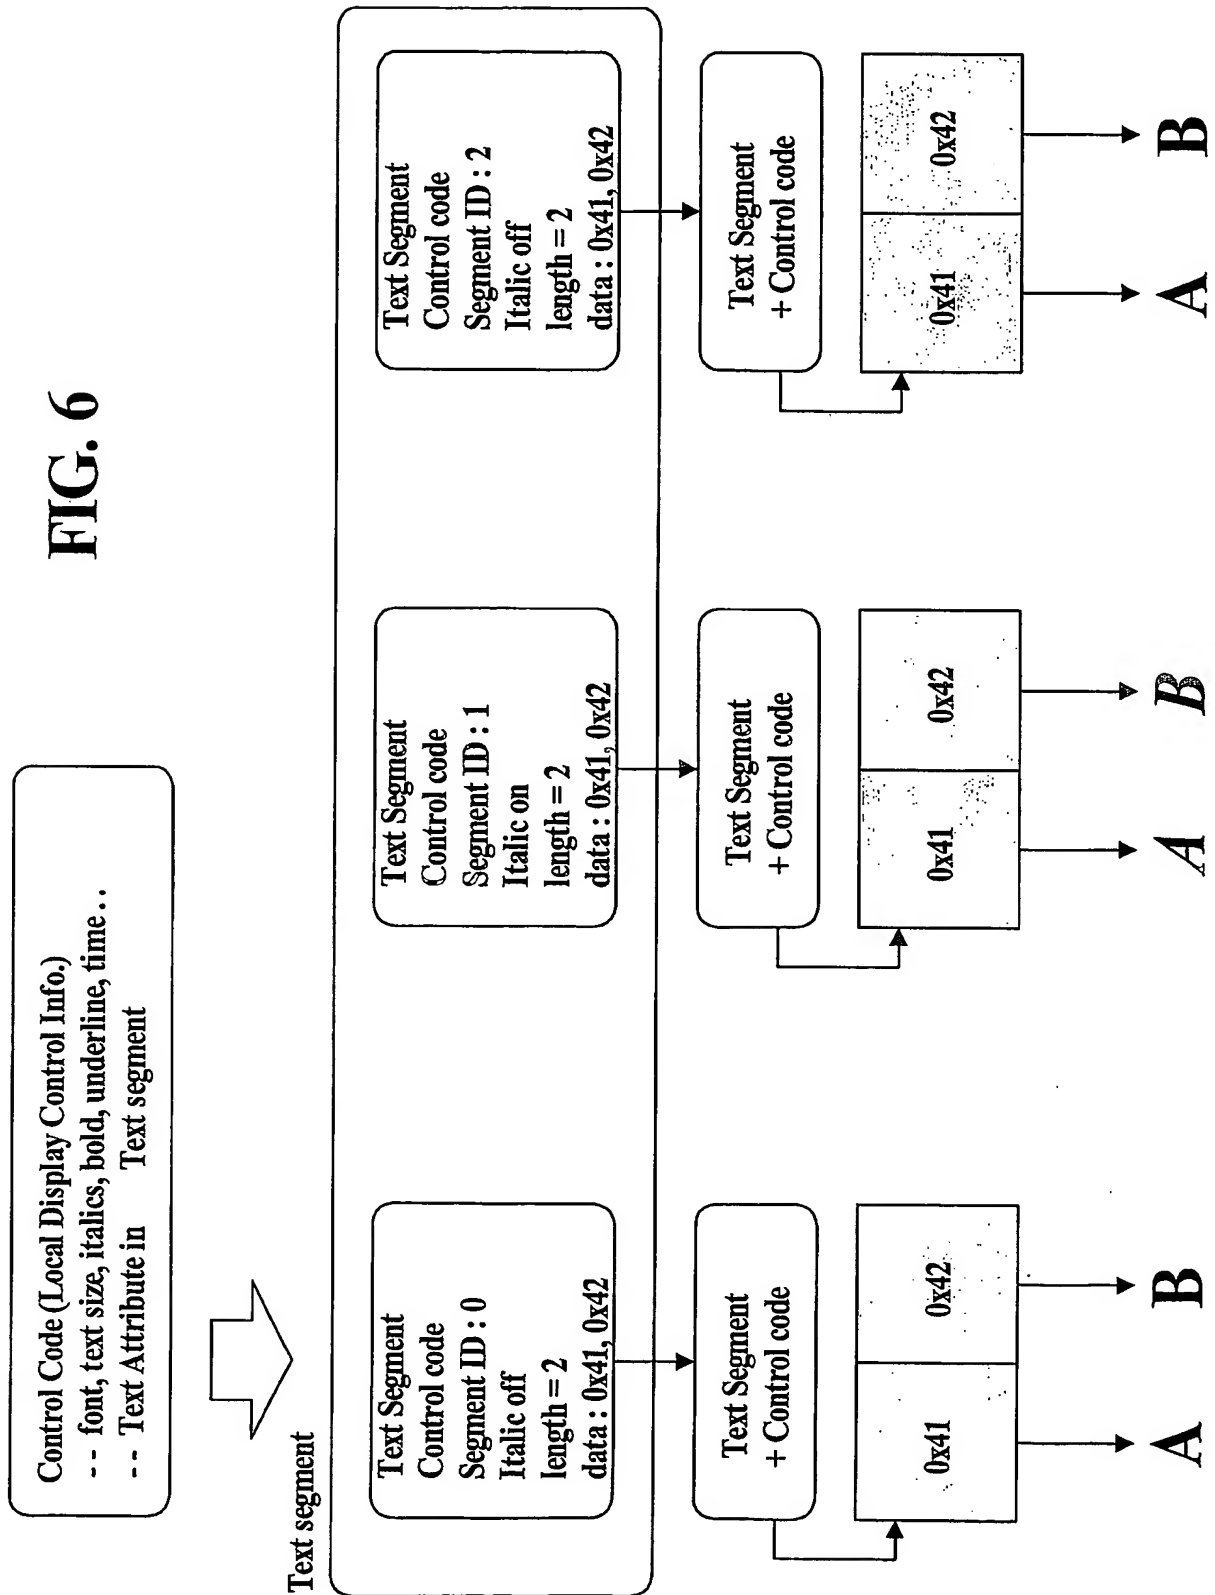 FIG. 6
Control Code (Local Display Control Info.)
- - font, text size, italics, bold, underline, time . .
- - Text Attribute in Text segment
Text segment
Text Segment
Control code
Segment ID : 0
Italic off
length = 2
data : 0x41, 0x42
Text Segment
+ Control code
0x41
0x42
A
B
Text Segment
Control code
Segment ID : 1
Italic on
length = 2
data : 0x41, 0x42
Text Segment
+ Control code
0x41
0x42
A
B
Text Segment
Control code
Segment ID : 2
Italic off
length = 2
data : 0x41, 0x42
Text Segment
+ Control code
0x41
0x42
A
B